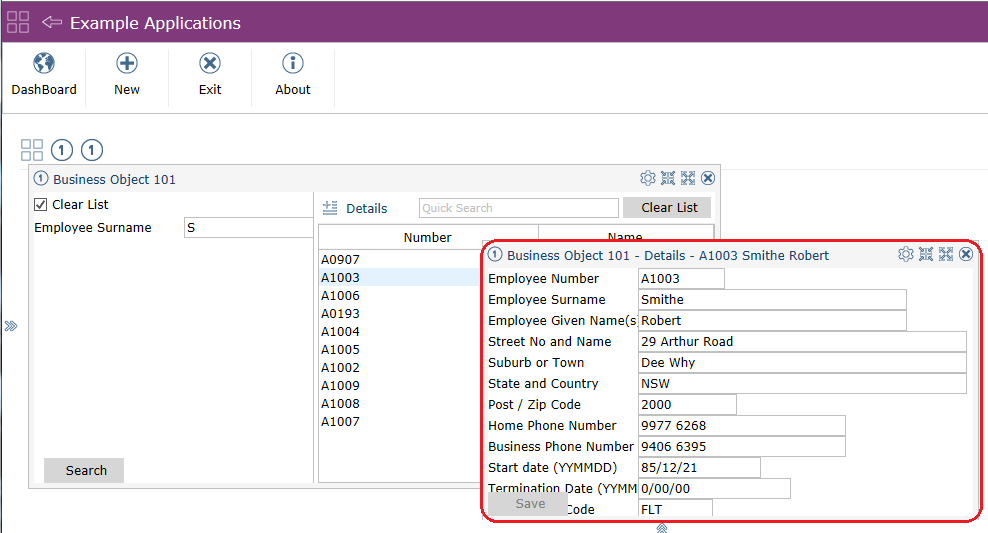 Example Applications
DashBoard New Exit About
1 1
1 Business Object 101
Clear List
Employee Surname S
Details Quick Search Clear List
Number Name
A0907
A1003
A1006
A0193
A1004
A1005
A1002
A1009
A1008
A1007
Search
1 Business Object 101 - Details - A1003 Smithe Robert
Employee Number A1003
Employee Surname Smithe
Employee Given Name(s Robert
Street No and Name 29 Arthur Road
Suburb or Town Dee Why
State and Country NSW
Post / Zip Code 2000
Home Phone Number 9977 6268
Business Phone Number 9406 6395
Start date (YYMMDD) 85/12/21
Termination Date (YYMM 0/00/00
Code FLT
Save